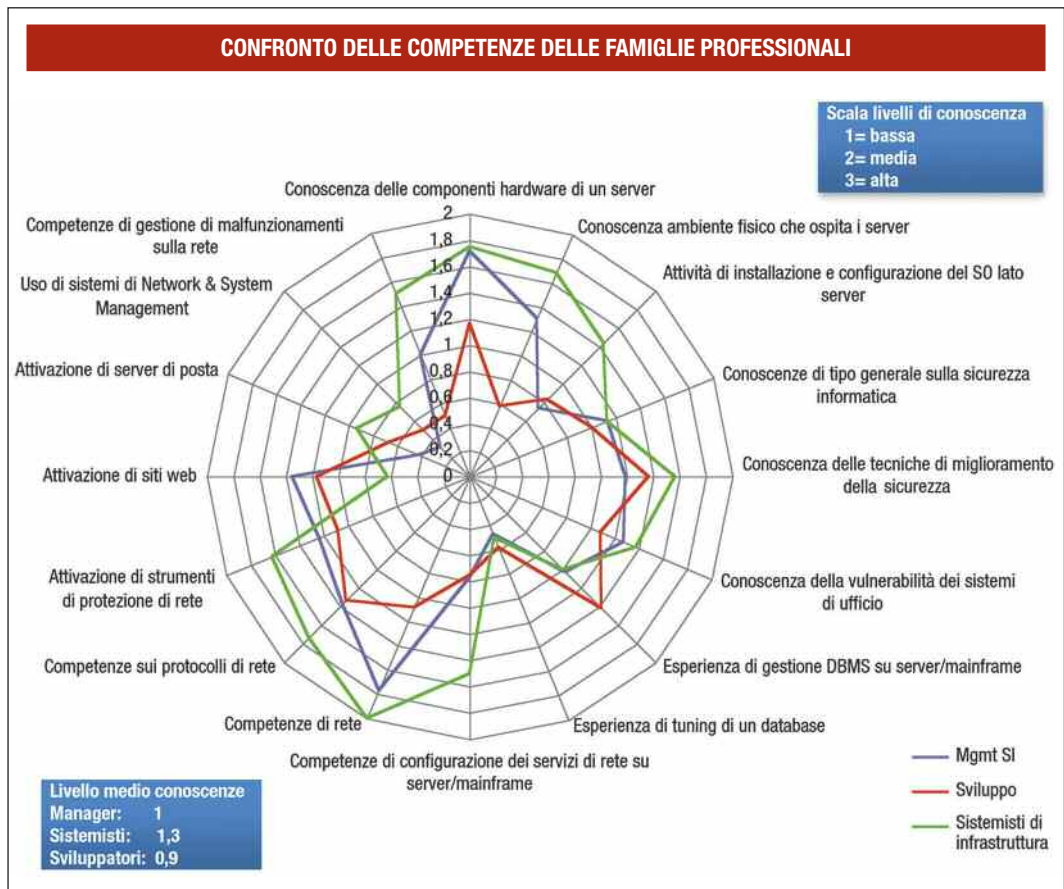 CONFRONTO DELLE COMPETENZE DELLE FAMIGLIE PROFESSIONALI
Scala livelli di conoscenza
1= bassa
2= media
3= alta
Conoscenza delle componenti hardware di un server
Conoscenza ambiente fisico che ospita i server
Attività di installazione e configurazione del SO lato
server
Conoscenze di tipo generale sulla sicurezza
informatica
Conoscenza delle tecniche di miglioramento
della sicurezza
Conoscenza della vulnerabilità dei sistemi
di ufficio
Esperienza di gestione DBMS su server/mainframe
Esperienza di tuning di un database
Competenze di configurazione dei servizi di rete su
server/mainframe
Competenze di rete
Competenze sui protocolli di rete
Attivazione di strumenti
di protezione di rete
Attivazione di siti web
Attivazione di server di posta
Uso di sistemi di Network & System
Management
Competenze di gestione di malfunzionamenti
sulla rete
2
1,8
1,6
1,4
1,2
1
0,8
0,6
0,4
0,2
0
Mgmt SI
Sviluppo
Sistemisti di
infrastruttura
Livello medio conoscenze
Manager: 1
Sistemisti: 1,3
Sviluppatori: 0,9